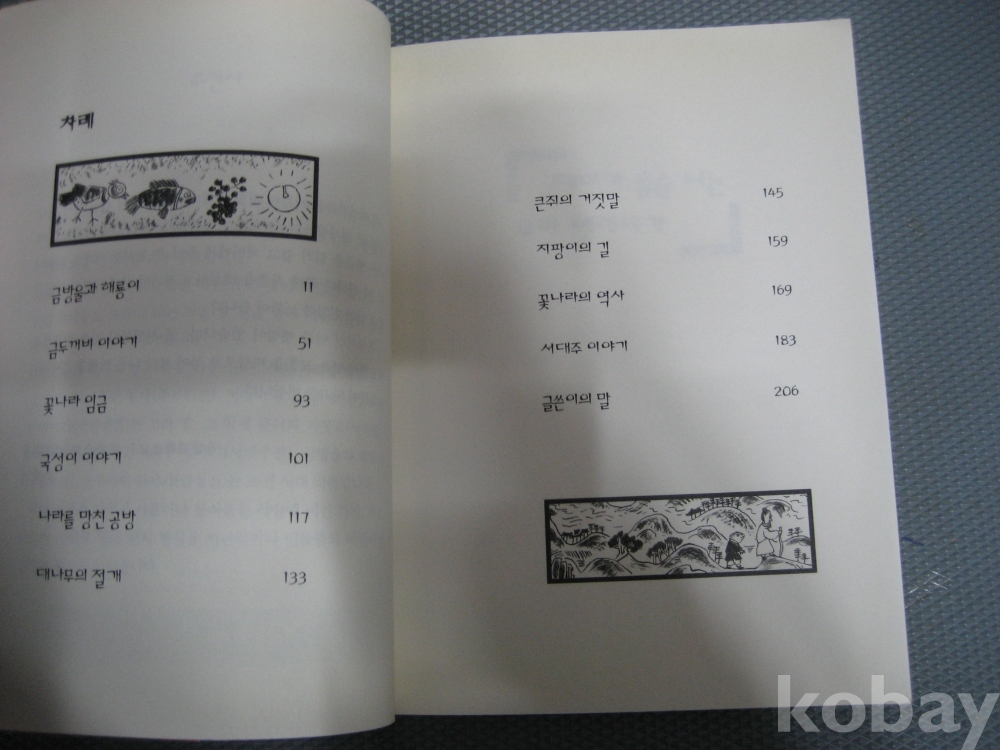 차례
금방울과 해룡이 11
금두꺼비 이야기 51
꽃나라 임금 93
국성이 이야기 101
나라를 망친 공방 117
대나무의 절개 133
큰쥐의 거짓말 145
지팡이의 길 159
꽃나라의 역사 169
서대주 이야기 183
글쓴이의 말 206
kobay